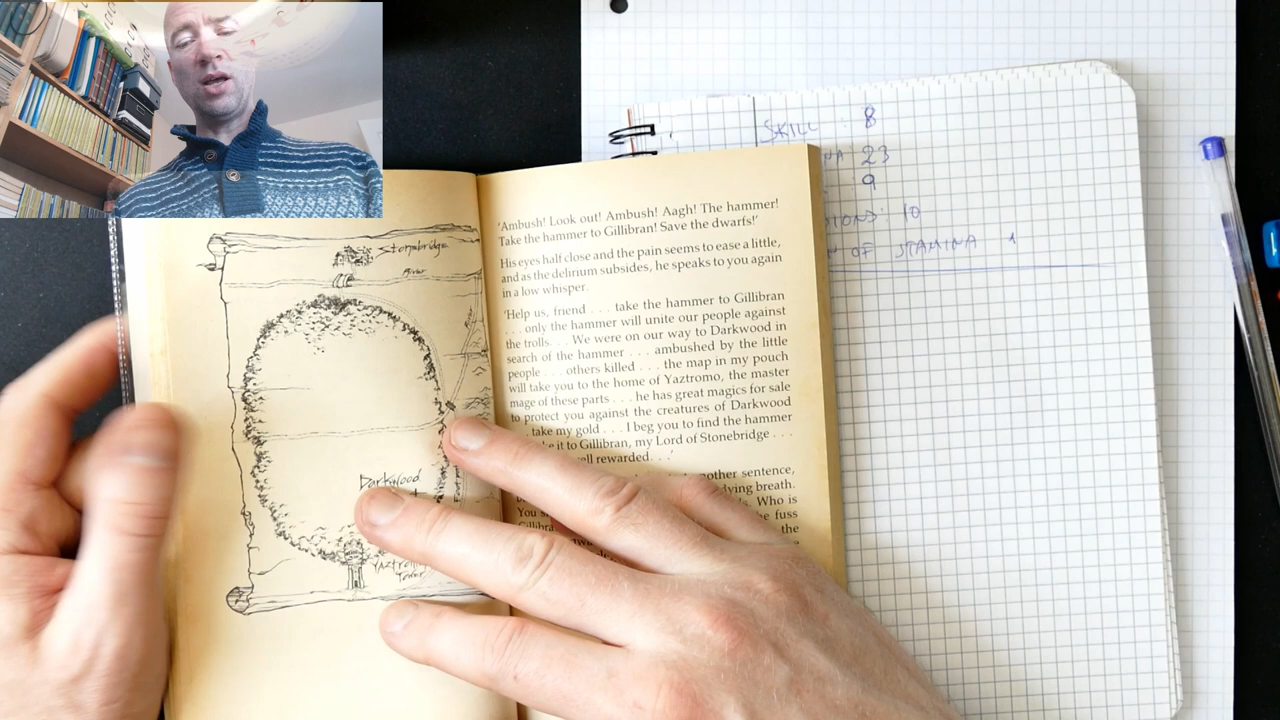 Stonebridge
River
Darkwood
Yaztromo's
Tower
'Ambush! Look out! Ambush! Aagh! The hammer!
Take the hammer to Gillibran! Save the dwarfs!'
His eyes half close and the pain seems to ease a little,
and as the delirium subsides, he speaks to you again
in a low whisper.
'Help us, friend . . . take the hammer to Gillibran
. . . only the hammer will unite our people against
the trolls. . . We were on our way to Darkwood in
search of the hammer . . . ambushed by the little
people . . . others killed . . . the map in my pouch
will take you to the home of Yaztromo, the master
mage of these parts . . . he has great magics for sale
to protect you against the creatures of Darkwood
. take my gold . . . I beg you to find the hammer
it to Gillibran, my Lord of Stonebridge . . .
rewarded. . .'
another sentence,
dying breath.
Who is
fuss
the
SKILL : 8
23
9
10
OF STAMINA 1